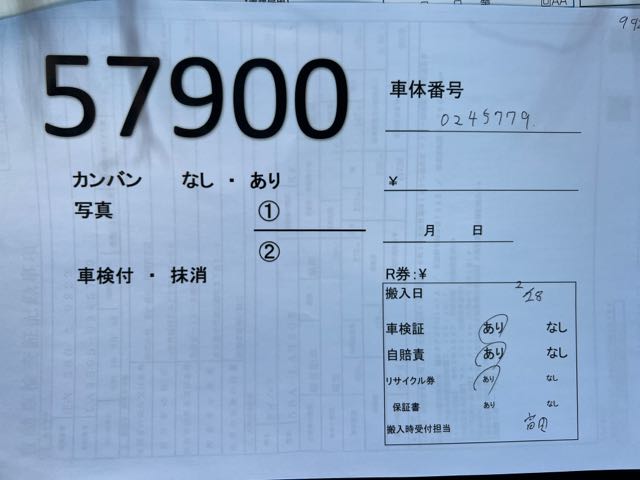 57900
車体番号
0245779
カンバン なし ・ あり
¥
写真 ①
②
月 日
車検付 ・ 抹消
R券:¥
搬入日 2/18
車検証 あり なし
自賠責 あり なし
リサイクル券 あり なし
保証書 あり なし
搬入時受付担当